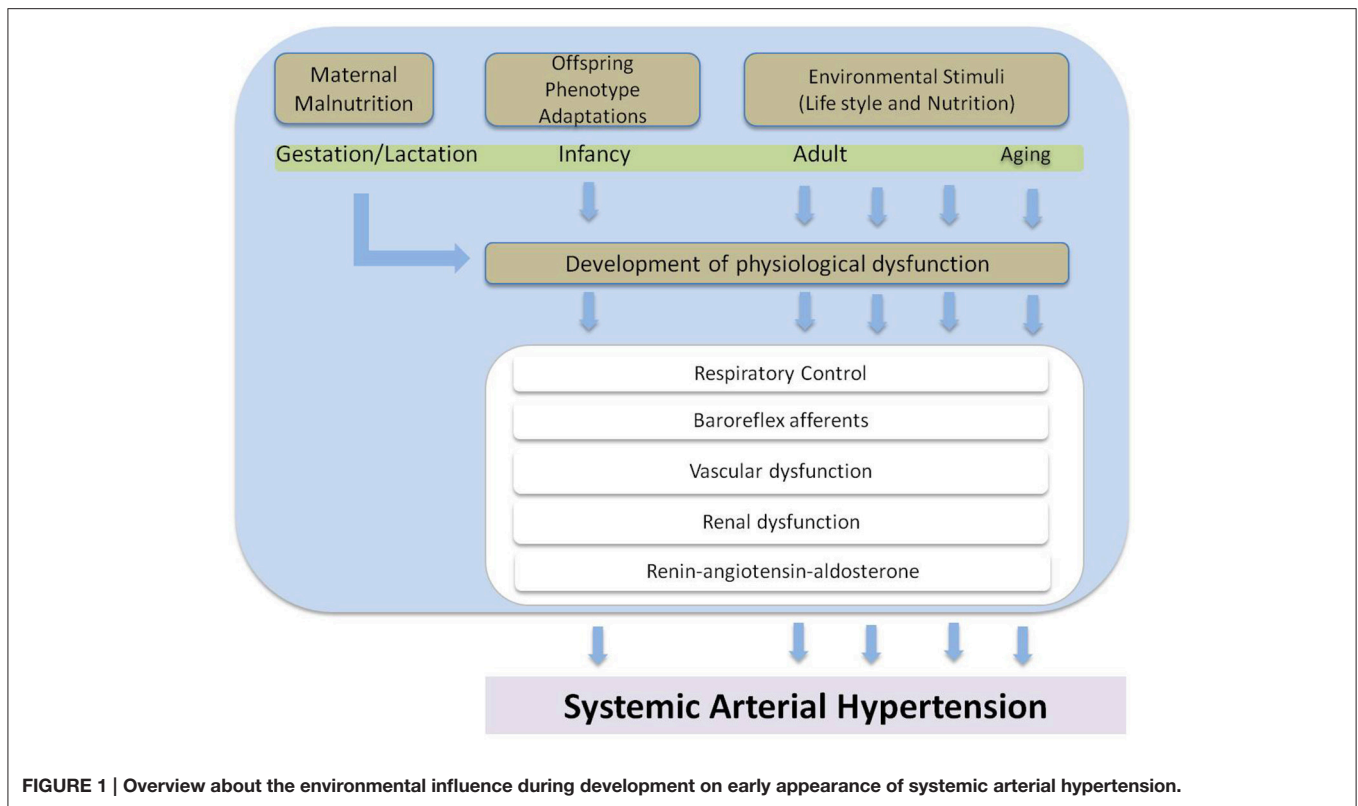 Maternal
Malnutrition
Offspring
Phenotype
Adaptations
Environmental Stimuli
(Life style and Nutrition)
Gestation/Lactation
Infancy
Adult
Aging
Development of physiological dysfunction
Respiratory Control
Baroreflex afferents
Vascular dysfunction
Renal dysfunction
Renin-angiotensin-aldosterone
Systemic Arterial Hypertension
FIGURE 1 | Overview about the environmental influence during development on early appearance of systemic arterial hypertension.